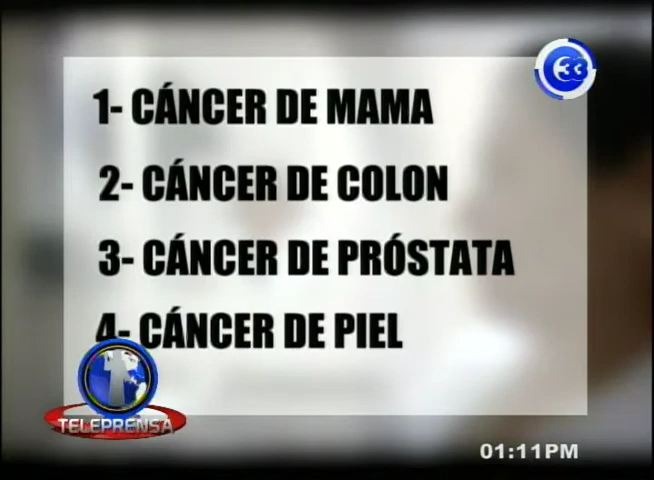 33
1- CÁNCER DE MAMA
2- CÁNCER DE COLON
3- CÁNCER DE PRÓSTATA
4- CÁNCER DE PIEL
TELEPRENSA
01:11PM